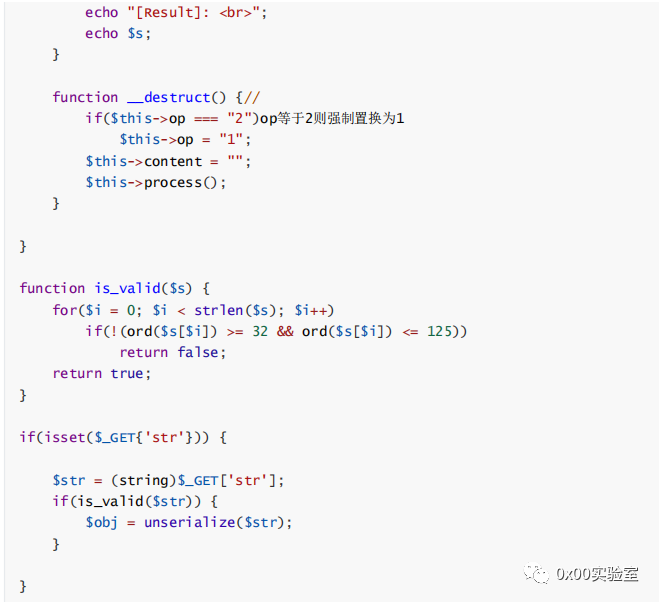 echo "[Result]: <br>";
echo $s;
}
function __destruct() {//
if($this->op === "2")op等于2则强制置换为1
$this->op = "1";
$this->content = "";
$this->process();
}
}
function is_valid($s) {
for($i = 0; $i < strlen($s); $i++)
if(!(ord($s[$i]) >= 32 && ord($s[$i]) <= 125))
return false;
return true;
}
if(isset($_GET{'str'})) {
$str = (string)$_GET['str'];
if(is_valid($str)) {
$obj = unserialize($str);
}
}
0x00实验室